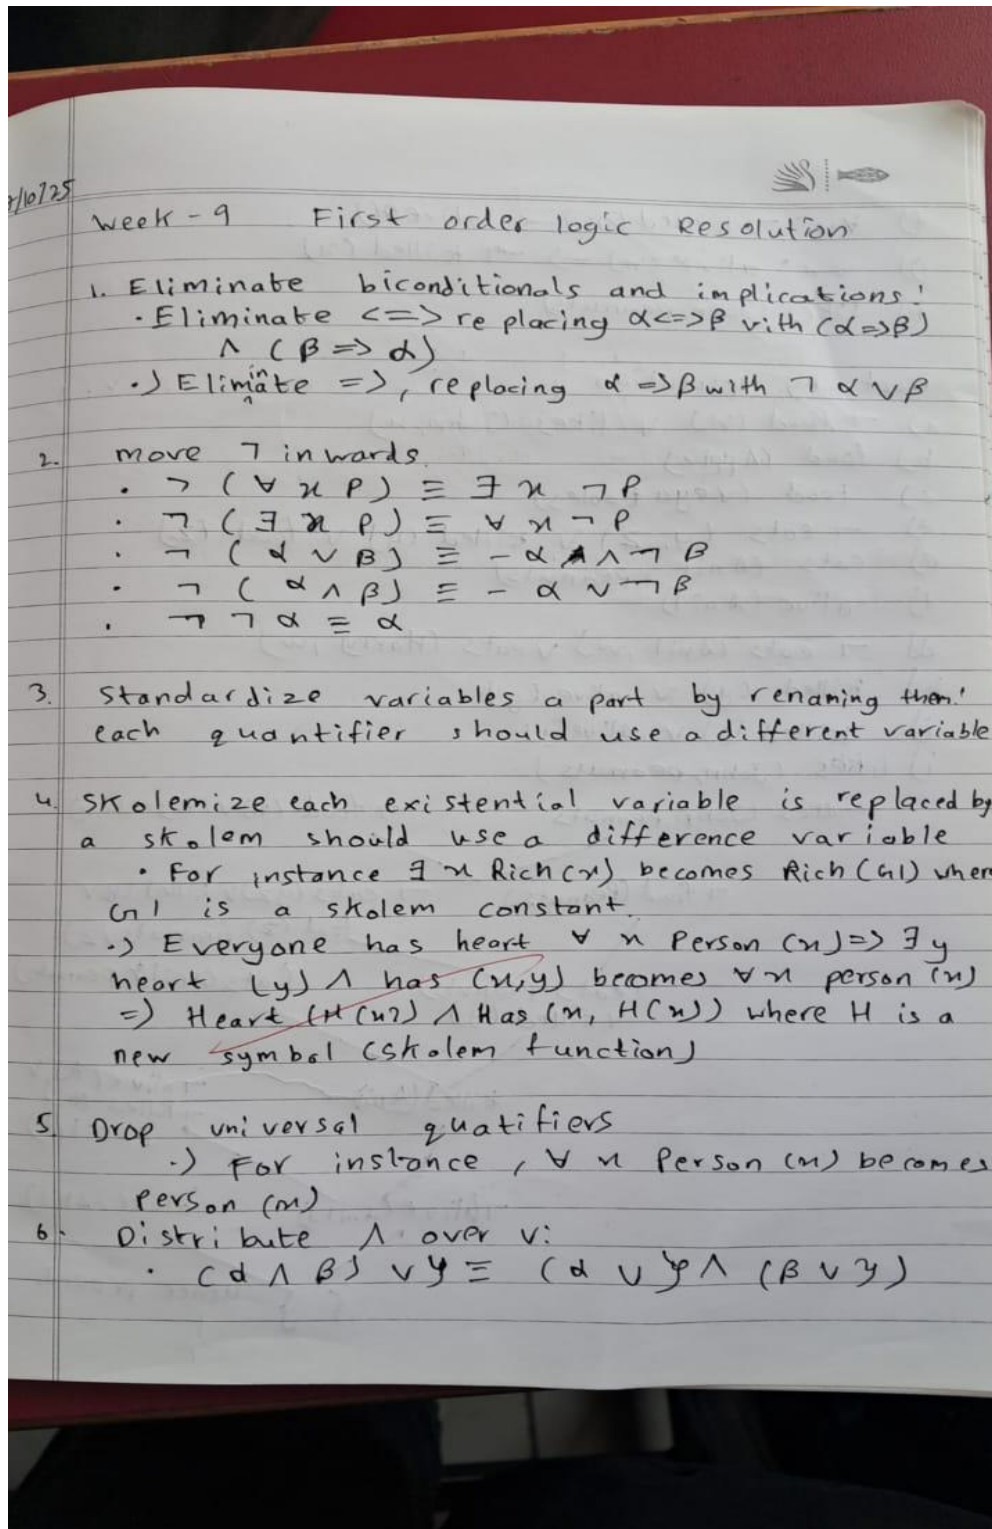 /10/25
Week - 9 First order logic Resolution
1. Eliminate biconditionals and implications!
· Eliminate <=> replacing α<=>β vith (α=>β)
∧ (β => α)
·) Elimate in =>, replacing α =>β with ¬ α ∨ β
2. move ¬ inwards.
· ¬ (∀ x P) ≡ ∃ x ¬ P
· ¬ (∃ x P) ≡ ∀ x ¬ P
· ¬ (α ∨ β) ≡ - α ∧ ¬ β
· ¬ (α ∧ β) ≡ - α ∨ ¬ β
· ¬ ¬ α ≡ α
3. Standardize variables a part by renaming them!
each quantifier should use a different variable
4. Skolemize each existential variable is replaced by
a skolem should use a difference variable
· For instance ∃ x Rich(x) becomes Rich (G1) wher
G1 is a skolem constant.
·) Everyone has heart ∀ x Person (x) => ∃ y
heart (y) ∧ has (x,y) becomes ∀ x person (x)
=> Heart (H(x)) ∧ Has (x, H(x)) where H is a
new symbol (skolem function)
5. Drop universal quatifiers
·) For instance, ∀ x Person (x) becomes
Person (x)
6. Distribute ∧ over v:
· (α ∧ β) ∨ y ≡ (α ∨ y) ∧ (β ∨ y)